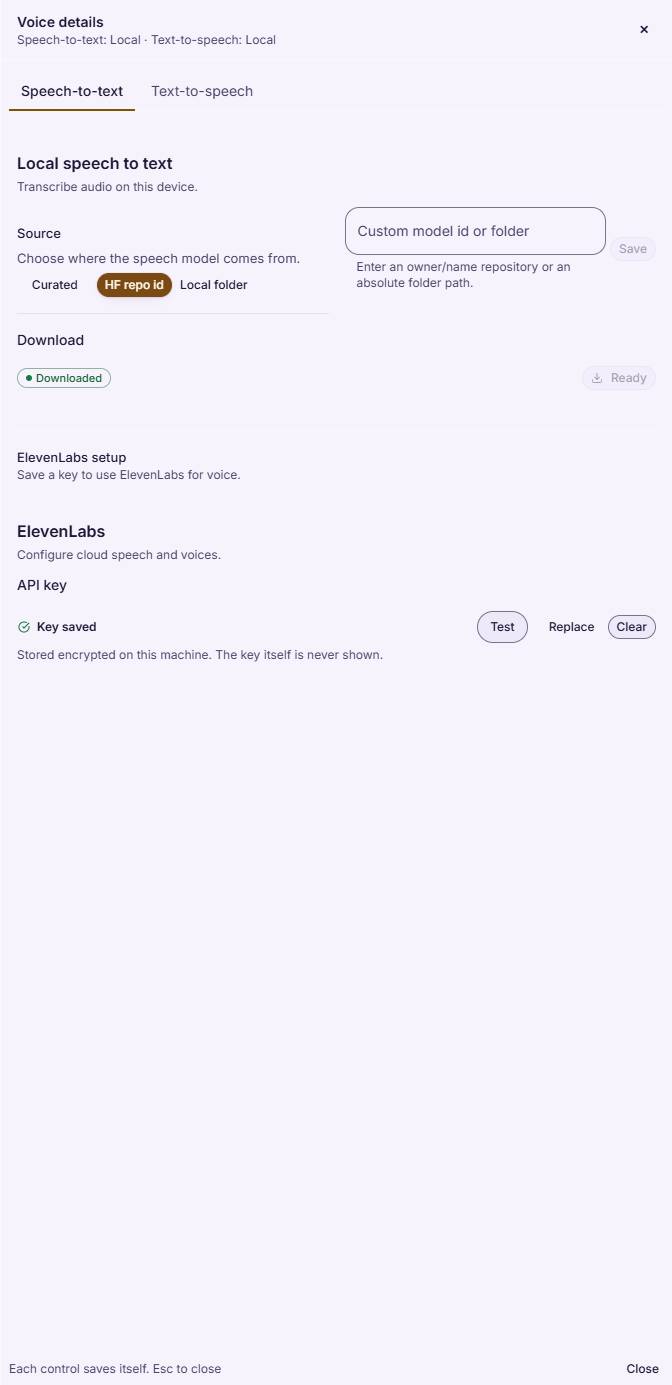 Voice details
Speech-to-text: Local · Text-to-speech: Local
Speech-to-text
Text-to-speech
Local speech to text
Transcribe audio on this device.
Source
Choose where the speech model comes from.
Curated
HF repo id
Local folder
Custom model id or folder
Save
Enter an owner/name repository or an
absolute folder path.
Download
Downloaded
Ready
ElevenLabs setup
Save a key to use ElevenLabs for voice.
ElevenLabs
Configure cloud speech and voices.
API key
Key saved
Test
Replace
Clear
Stored encrypted on this machine. The key itself is never shown.
Each control saves itself. Esc to close
Close